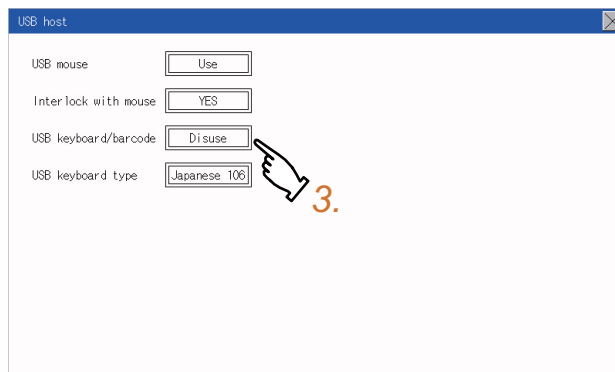 USB host
USB mouse Use
Interlock with mouse YES
USB keyboard/barcode Disuse
USB keyboard type Japanese 106
3.